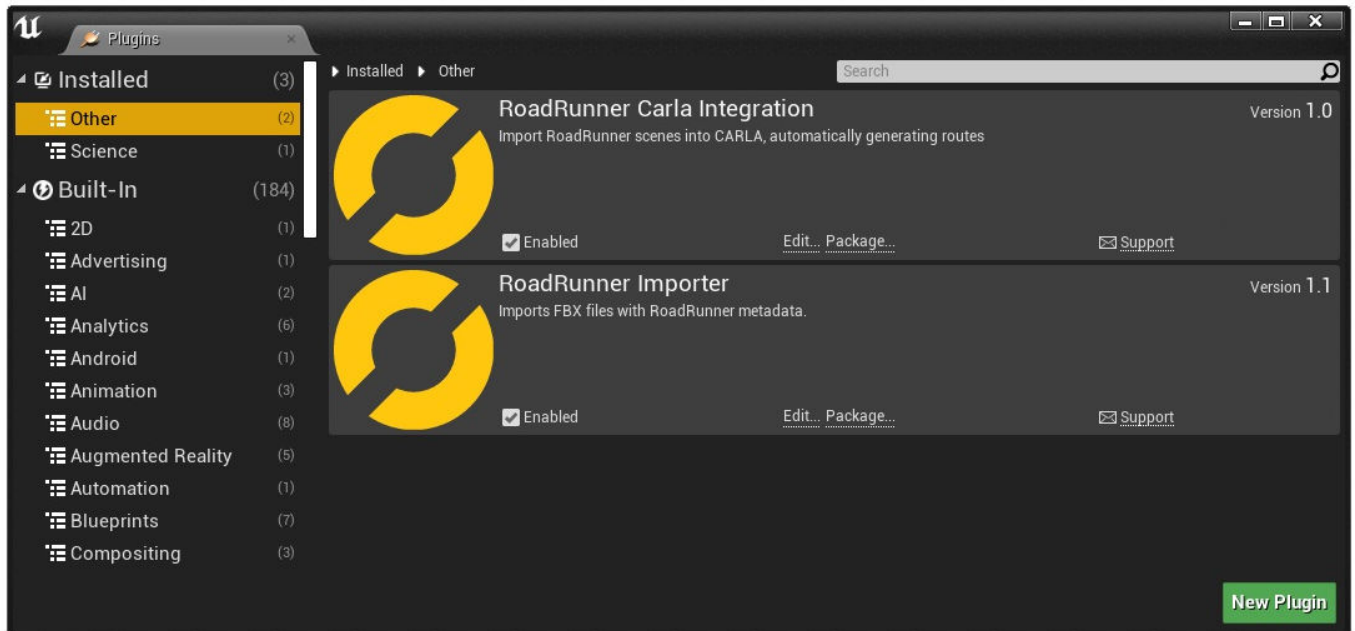 Plugins
Installed (3)
Other (2)
Science (1)
Built-In (184)
2D (1)
Advertising (1)
AI (2)
Analytics (6)
Android (1)
Animation (3)
Audio (8)
Augmented Reality (5)
Automation (1)
Blueprints (7)
Compositing (3)
Installed Other
Search
RoadRunner Carla Integration Version 1.0
Import RoadRunner scenes into CARLA, automatically generating routes
Enabled Edit... Package... Support
RoadRunner Importer Version 1.1
Imports FBX files with RoadRunner metadata.
Enabled Edit... Package... Support
New Plugin